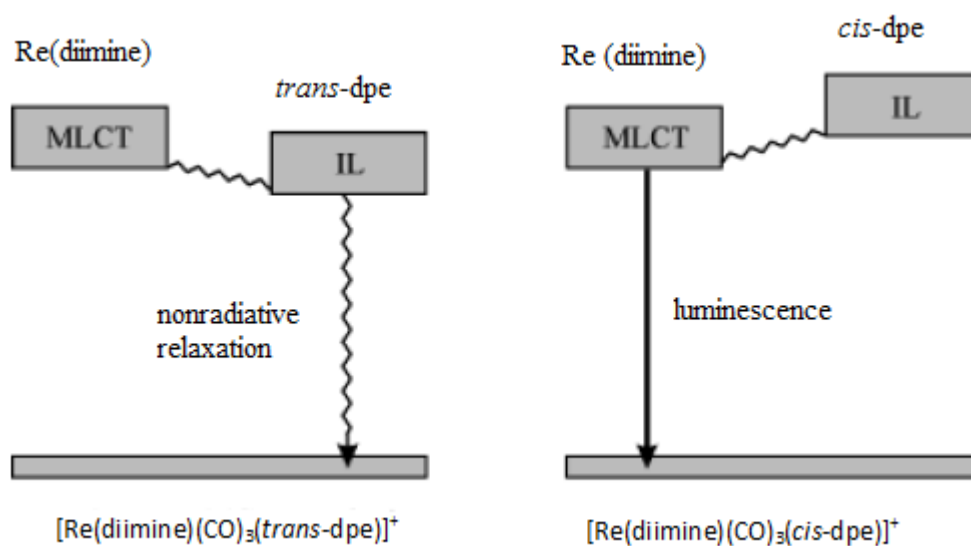 Re(diimine)
trans-dpe
MLCT
IL
nonradiative
relaxation
[Re(diimine)(CO)₃(trans-dpe)]⁺
cis-dpe
Re (diimine)
IL
MLCT
luminescence
[Re(diimine)(CO)₃(cis-dpe)]⁺